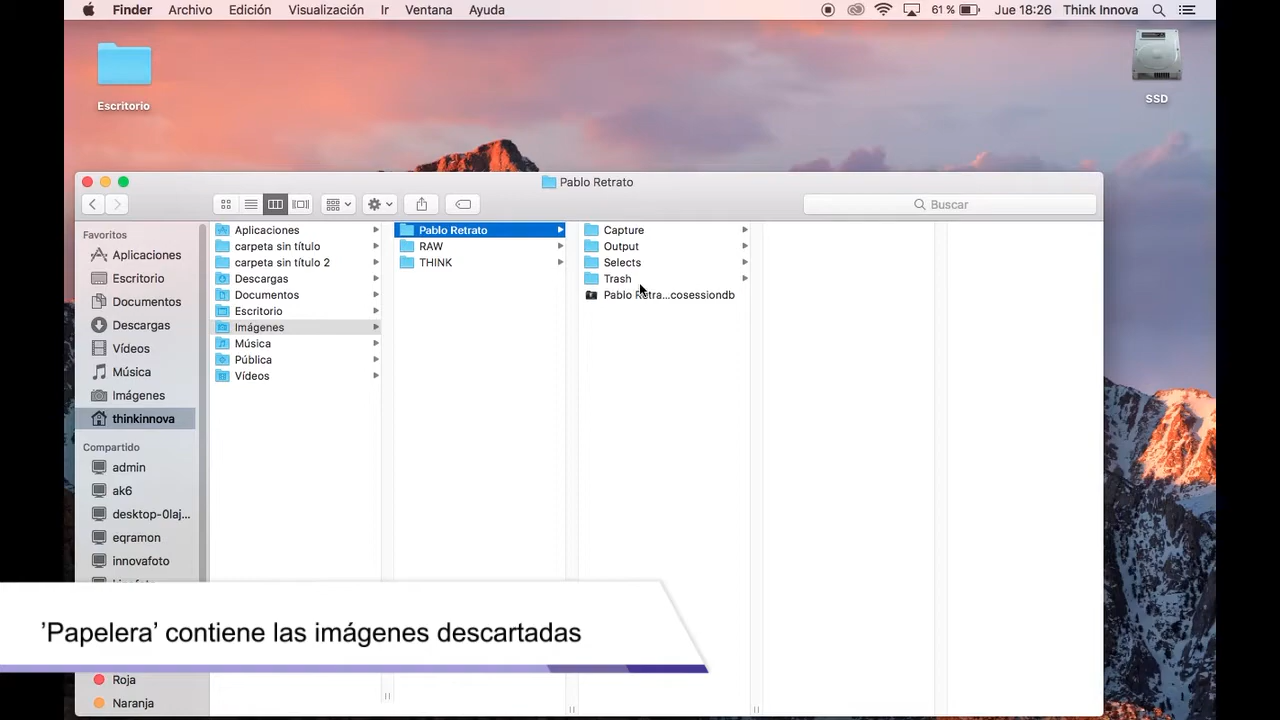 Finder Archivo Edición Visualización Ir Ventana Ayuda 61 % Jue 18:26 Think Innova
Escritorio
SSD
Pablo Retrato
Buscar
Favoritos
Aplicaciones
Escritorio
Documentos
Descargas
Vídeos
Música
Imágenes
thinkinnova
Compartido
admin
ak6
desktop-0laj...
eqramon
innovafoto
Roja
Naranja
Aplicaciones
carpeta sin título
carpeta sin título 2
Descargas
Documentos
Escritorio
Imágenes
Música
Pública
Vídeos
Pablo Retrato
RAW
THINK
Capture
Output
Selects
Trash
Pablo Retra...cosessiondb
’Papelera’ contiene las imágenes descartadas